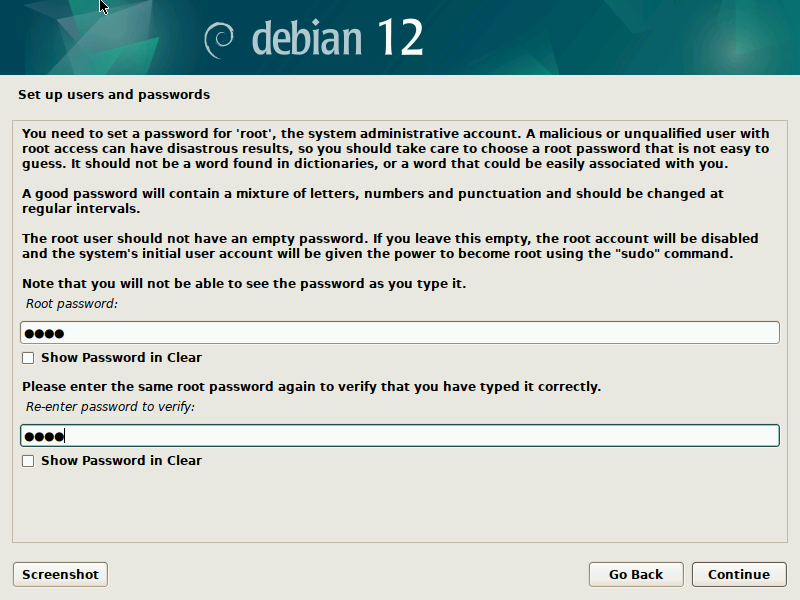 debian 12
Set up users and passwords
You need to set a password for 'root', the system administrative account. A malicious or unqualified user with
root access can have disastrous results, so you should take care to choose a root password that is not easy to
guess. It should not be a word found in dictionaries, or a word that could be easily associated with you.
A good password will contain a mixture of letters, numbers and punctuation and should be changed at
regular intervals.
The root user should not have an empty password. If you leave this empty, the root account will be disabled
and the system's initial user account will be given the power to become root using the "sudo" command.
Note that you will not be able to see the password as you type it.
Root password:
●●●●
Show Password in Clear
Please enter the same root password again to verify that you have typed it correctly.
Re-enter password to verify:
●●●●
Show Password in Clear
Screenshot Go Back Continue